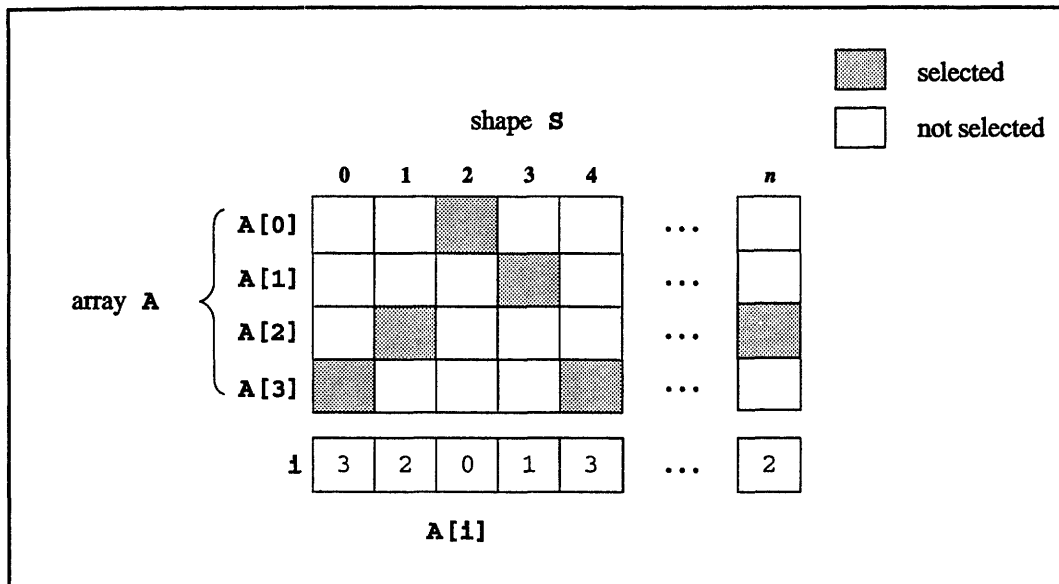 selected
not selected
shape S
0 1 2 3 4 n
A[0] ...
A[1] ...
array A
A[2] ...
A[3] ...
i 3 2 0 1 3 ... 2
A[i]